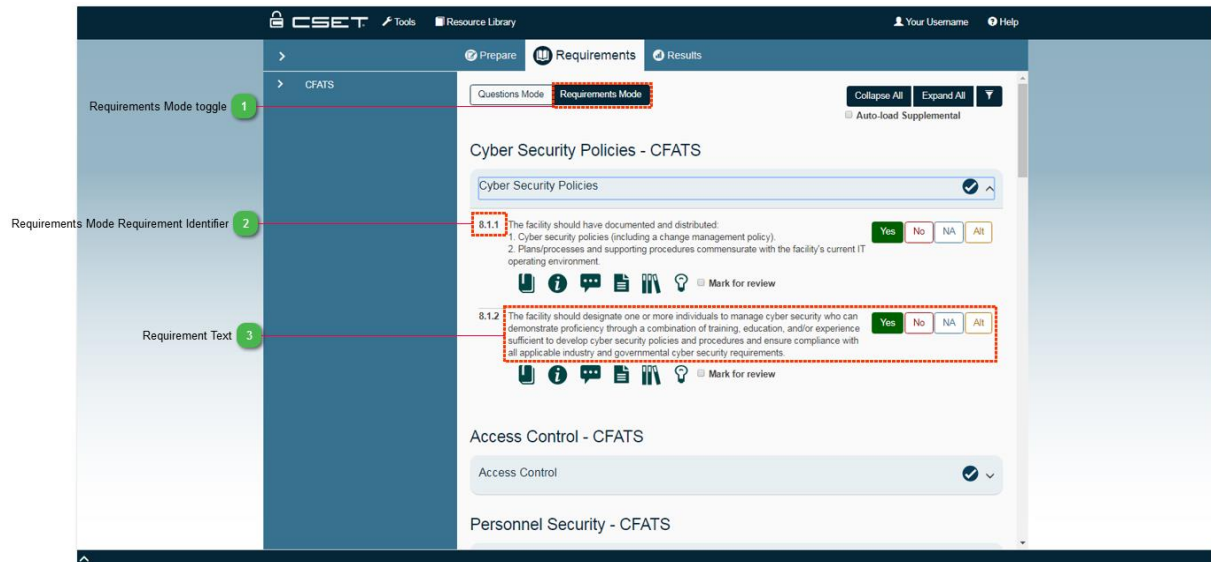 CSET Tools Resource Library Your Username Help
Prepare Requirements Results
CFATS
Questions Mode Requirements Mode Collapse All Expand All
Requirements Mode toggle 1
Auto-load Supplemental
Cyber Security Policies - CFATS
Cyber Security Policies
Requirements Mode Requirement Identifier 2
8.1.1 The facility should have documented and distributed:
1. Cyber security policies (including a change management policy).
2. Plans/processes and supporting procedures commensurate with the facility's current IT
operating environment.
Yes No NA Alt
Mark for review
Requirement Text 3
8.1.2 The facility should designate one or more individuals to manage cyber security who can
demonstrate proficiency through a combination of training, education, and/or experience
sufficient to develop cyber security policies and procedures and ensure compliance with
all applicable industry and governmental cyber security requirements.
Yes No NA Alt
Mark for review
Access Control - CFATS
Access Control
Personnel Security - CFATS